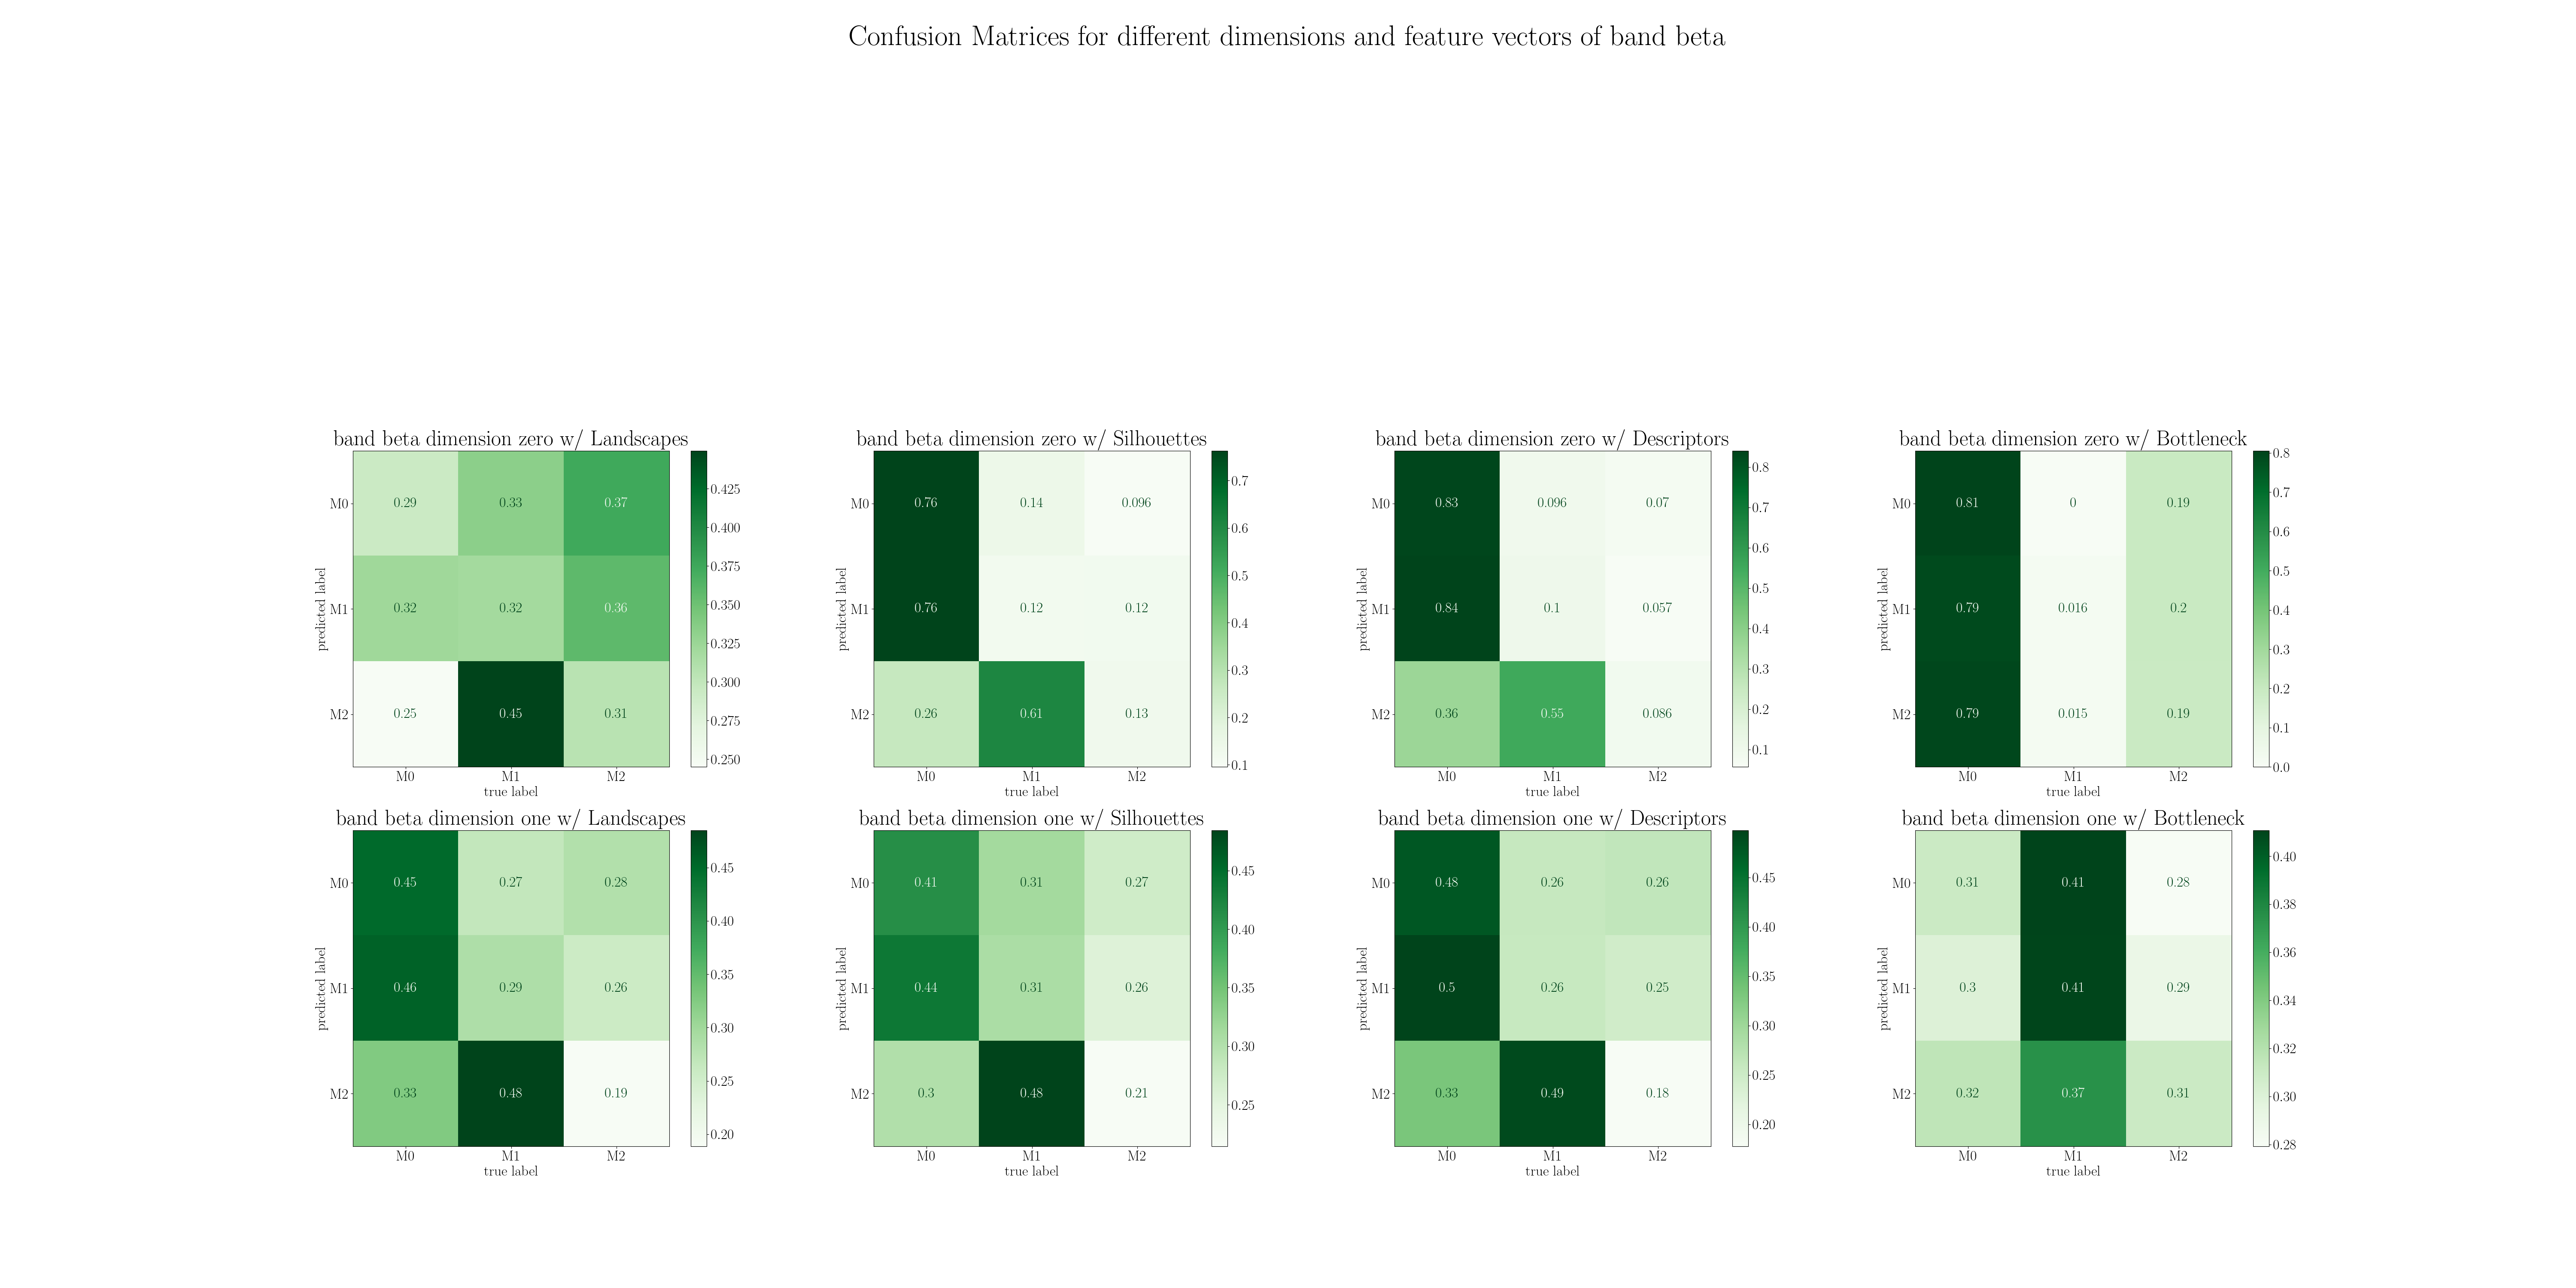 Confusion Matrices for different dimensions and feature vectors of band beta
band beta dimension zero w/ Landscapes
M0 0.29 0.33 0.37
M1 0.32 0.32 0.36
M2 0.25 0.45 0.31
M0 M1 M2
true label
predicted label
0.425
0.400
0.375
0.350
0.325
0.300
0.275
0.250
band beta dimension zero w/ Silhouettes
M0 0.76 0.14 0.096
M1 0.76 0.12 0.12
M2 0.26 0.61 0.13
M0 M1 M2
true label
predicted label
0.7
0.6
0.5
0.4
0.3
0.2
0.1
band beta dimension zero w/ Descriptors
M0 0.83 0.096 0.07
M1 0.84 0.1 0.057
M2 0.36 0.55 0.086
M0 M1 M2
true label
predicted label
0.8
0.7
0.6
0.5
0.4
0.3
0.2
0.1
band beta dimension zero w/ Bottleneck
M0 0.81 0 0.19
M1 0.79 0.016 0.2
M2 0.79 0.015 0.19
M0 M1 M2
true label
predicted label
0.8
0.7
0.6
0.5
0.4
0.3
0.2
0.1
0.0
band beta dimension one w/ Landscapes
M0 0.45 0.27 0.28
M1 0.46 0.29 0.26
M2 0.33 0.48 0.19
M0 M1 M2
true label
predicted label
0.45
0.40
0.35
0.30
0.25
0.20
band beta dimension one w/ Silhouettes
M0 0.41 0.31 0.27
M1 0.44 0.31 0.26
M2 0.3 0.48 0.21
M0 M1 M2
true label
predicted label
0.45
0.40
0.35
0.30
0.25
band beta dimension one w/ Descriptors
M0 0.48 0.26 0.26
M1 0.5 0.26 0.25
M2 0.33 0.49 0.18
M0 M1 M2
true label
predicted label
0.45
0.40
0.35
0.30
0.25
0.20
band beta dimension one w/ Bottleneck
M0 0.31 0.41 0.28
M1 0.3 0.41 0.29
M2 0.32 0.37 0.31
M0 M1 M2
true label
predicted label
0.40
0.38
0.36
0.34
0.32
0.30
0.28